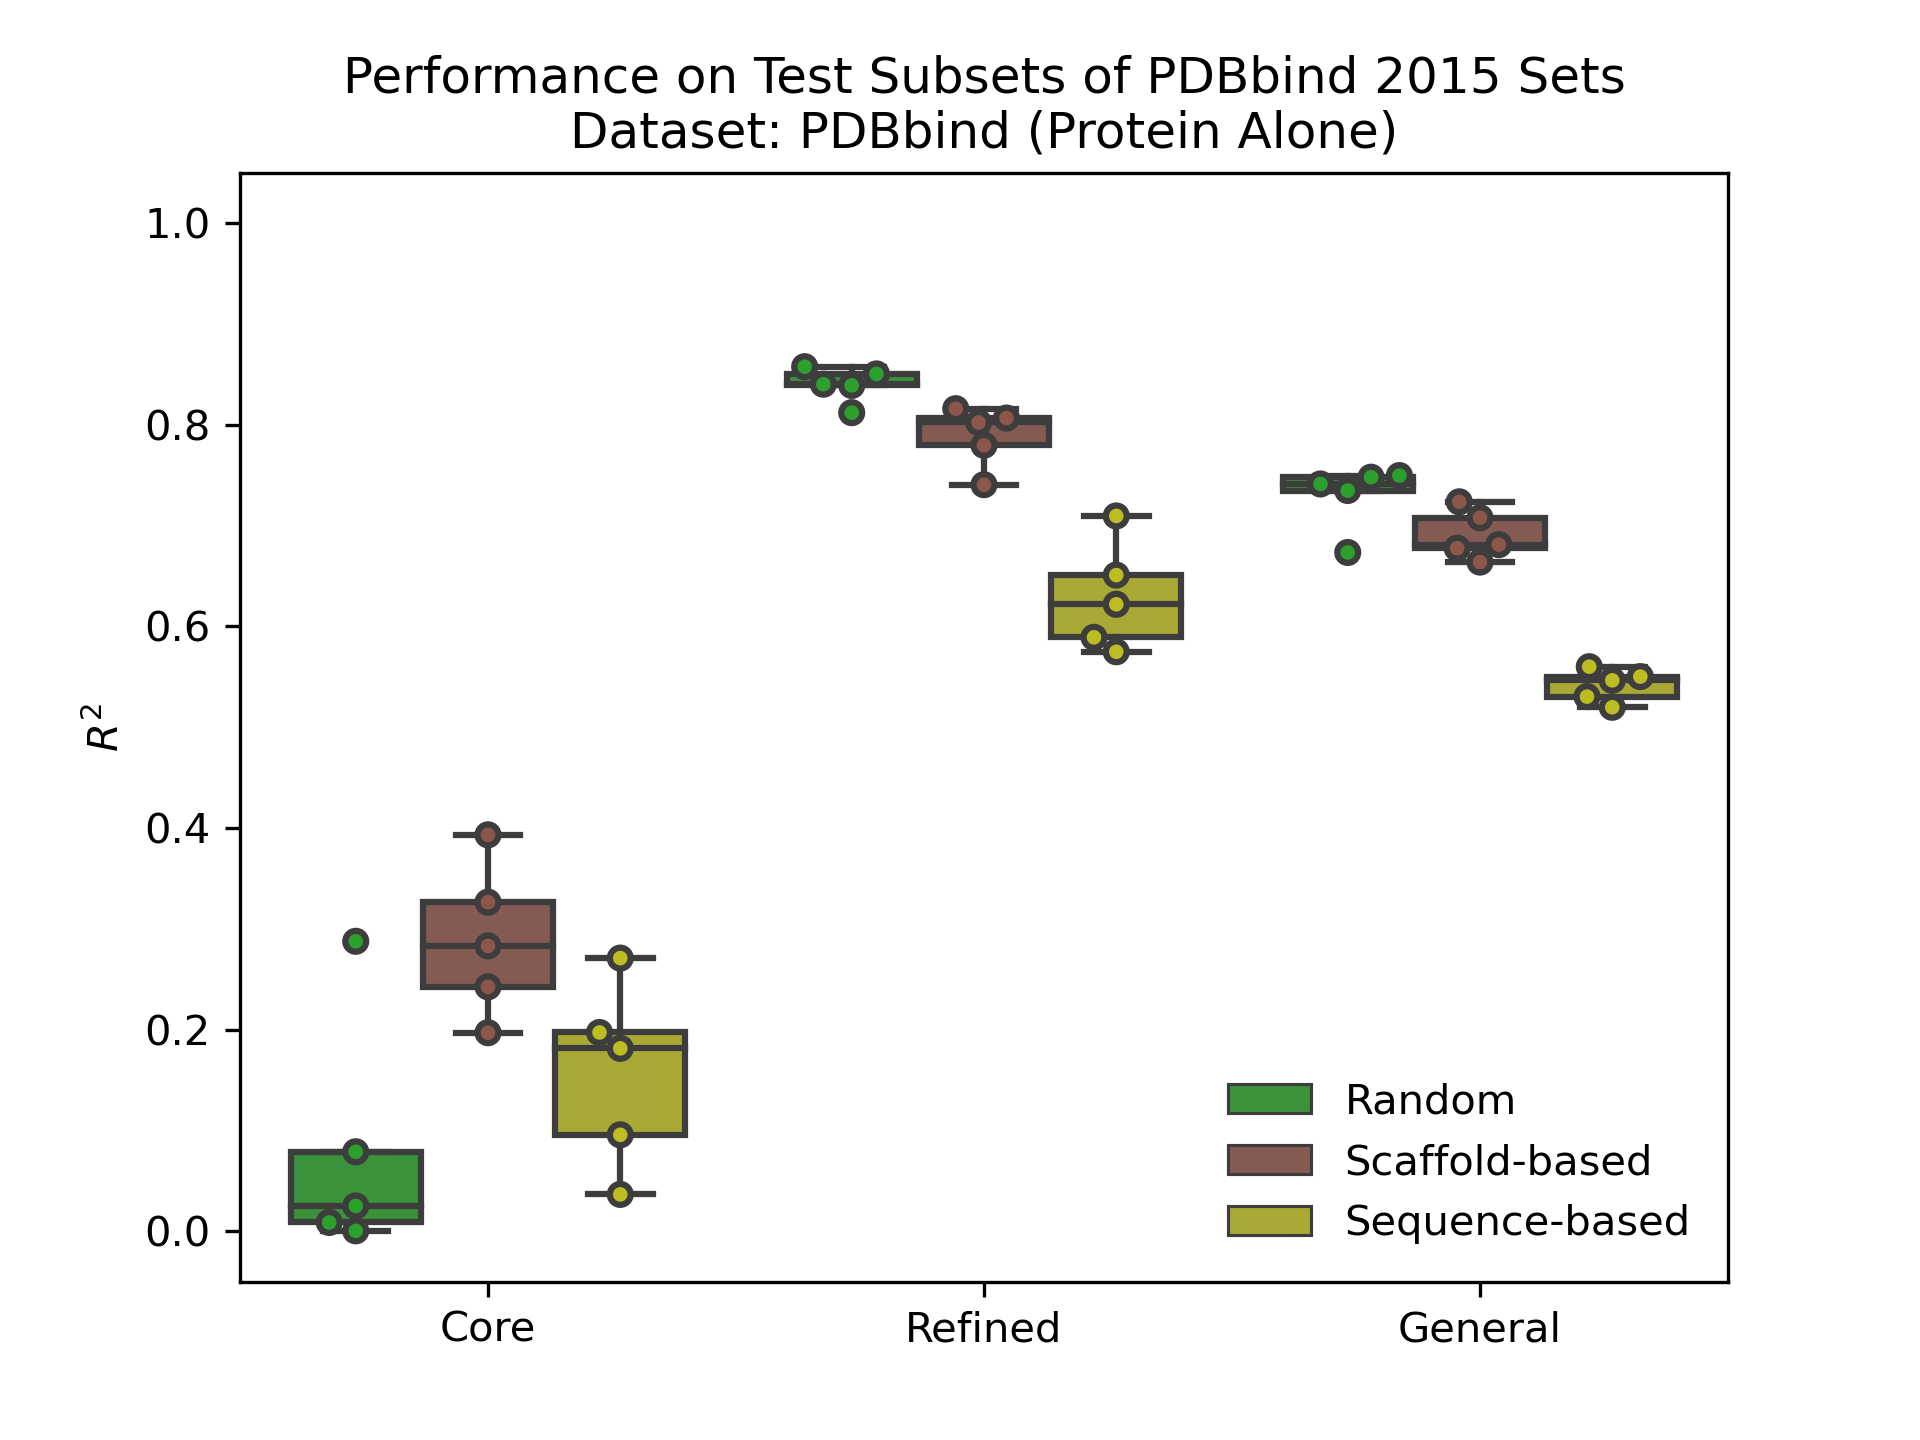 Performance on Test Subsets of PDBbind 2015 Sets
Dataset: PDBbind (Protein Alone)
1.0
0.8
0.6
0.4
0.2
0.0
R²
Core
Refined
General
Random
Scaffold-based
Sequence-based